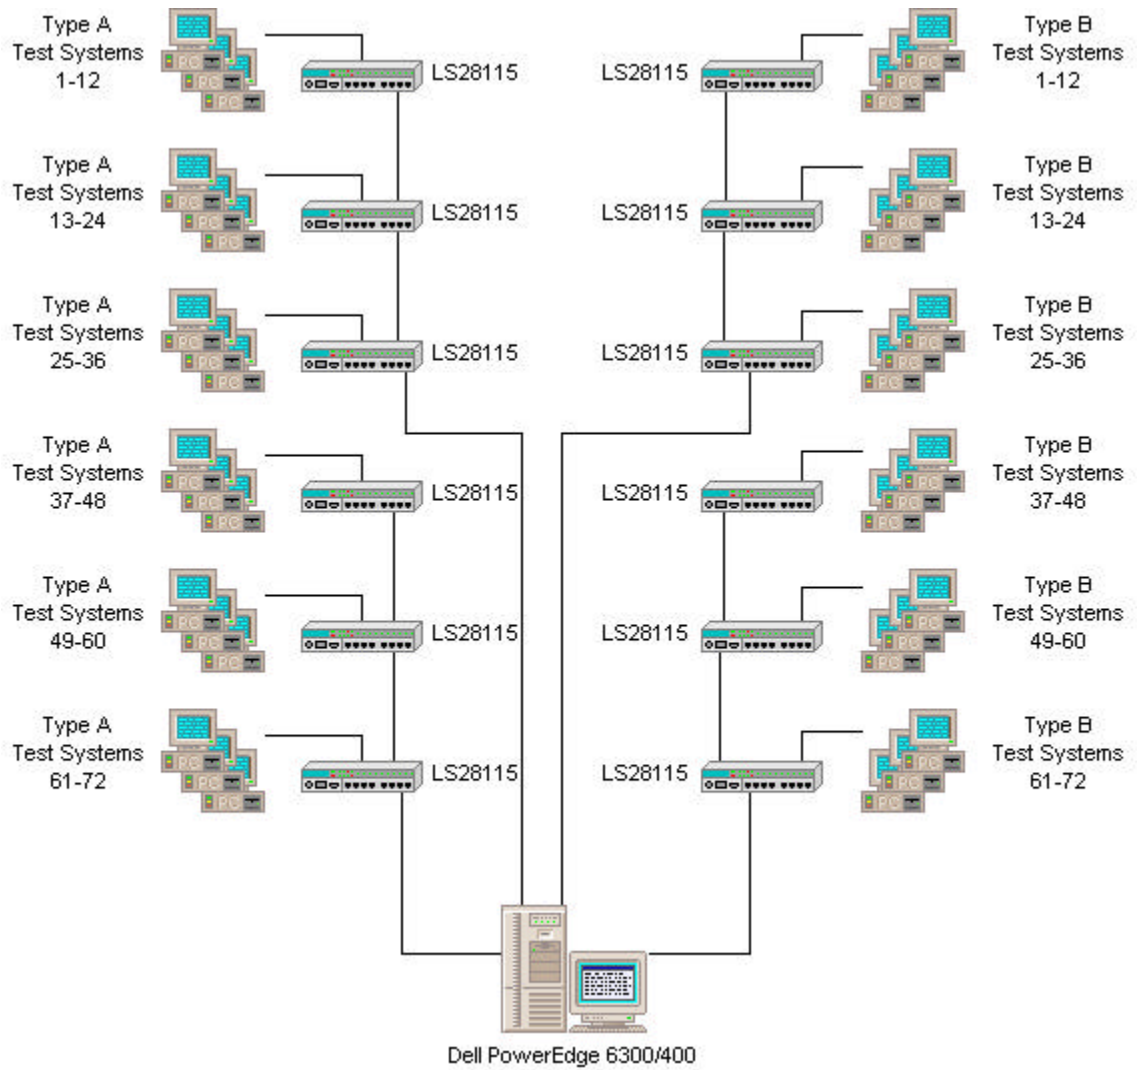 Type A
Test Systems
1-12
LS28115
LS28115
Type B
Test Systems
1-12
Type A
Test Systems
13-24
LS28115
LS28115
Type B
Test Systems
13-24
Type A
Test Systems
25-36
LS28115
LS28115
Type B
Test Systems
25-36
Type A
Test Systems
37-48
LS28115
LS28115
Type B
Test Systems
37-48
Type A
Test Systems
49-60
LS28115
LS28115
Type B
Test Systems
49-60
Type A
Test Systems
61-72
LS28115
LS28115
Type B
Test Systems
61-72
Dell PowerEdge 6300/400